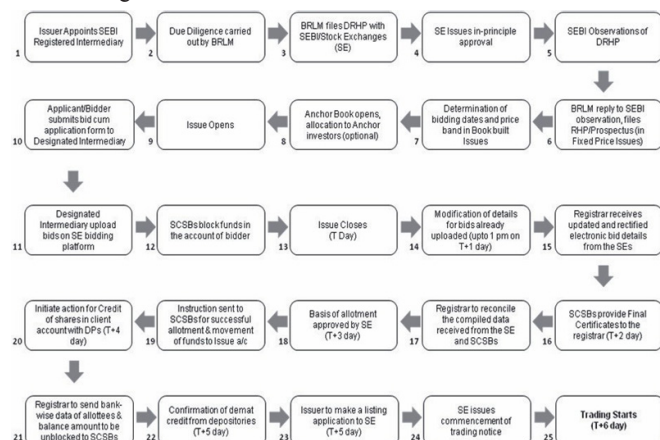 Issuer Appoints SEBI
Registered Intermediary
1
Due Diligence carried
out by BRLM
2
BRLM files DRHP with
SEBI/Stock Exchanges
(SE)
3
SE Issues in-principle
approval
4
SEBI Observations of
DRHP
5
BRLM reply to SEBI
observation, files
RHP/Prospectus (in
Fixed Price Issues)
6
Determination of
bidding dates and price
band in Book built
Issues
7
Anchor Book opens,
allocation to Anchor
investors (optional)
8
Issue Opens
9
Applicant/Bidder
submits bid cum
application form to
Designated Intermediary
10
Designated
Intermediary upload
bids on SE bidding
platform
11
SCSBs block funds in
the account of bidder
12
Issue Closes
(T Day)
13
Modification of details
for bids already
uploaded (upto 1 pm on
T+1 day)
14
Registrar receives
updated and rectified
electronic bid details
from the SEs
15
SCSBs provide Final
Certificates to the
registrar (T+2 day)
16
Registrar to reconcile
the compiled data
received from the SE
and SCSBs
17
Basis of allotment
approved by SE
(T+3 day)
18
Instruction sent to
SCSBs for successful
allotment & movement
of funds to Issue a/c
19
Initiate action for Credit
of shares in client
account with DPs (T+4
day)
20
Registrar to send bank-
wise data of allottees &
balance amount to be
unblocked to SCSBs
21
Confirmation of demat
credit from depositories
(T+5 day)
22
Issuer to make a listing
application to SE
(T+5 day)
23
SE issues
commencement of
trading notice
24
Trading Starts
(T+6 day)
25